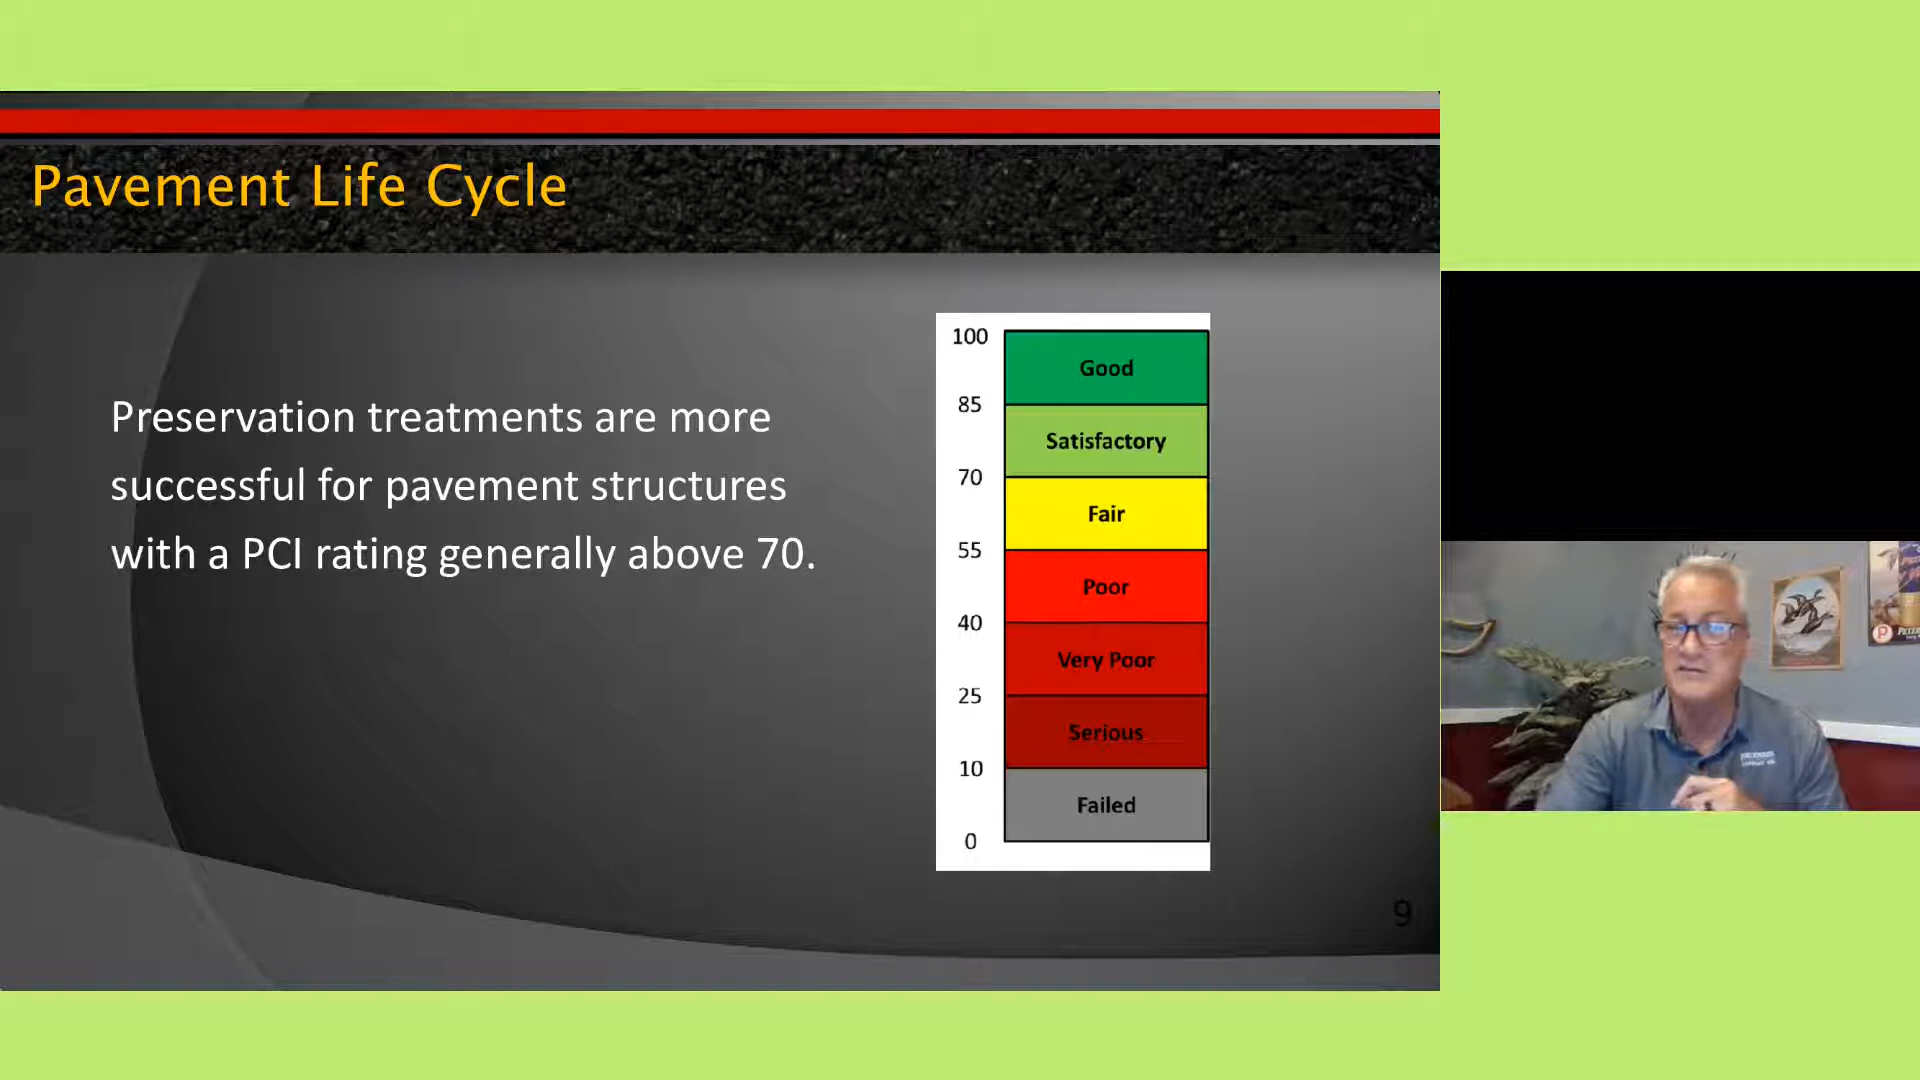 Pavement Life Cycle
Preservation treatments are more
successful for pavement structures
with a PCI rating generally above 70.
100
Good
85
Satisfactory
70
Fair
55
Poor
40
Very Poor
25
Serious
10
Failed
0
9
P